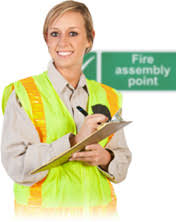 Fire
assembly
point